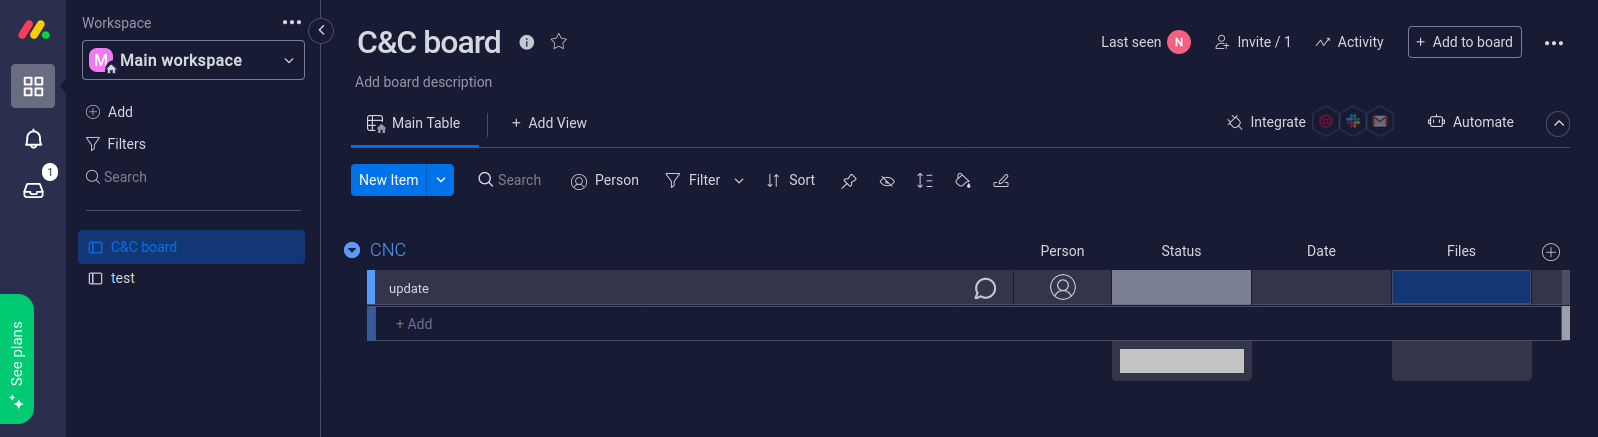 Workspace
M Main workspace
Add
Filters
Search
1
C&C board
test
See plans
C&C board
Last seen N Invite / 1 Activity + Add to board
Add board description
Main Table + Add View
Integrate Automate
New Item Search Person Filter Sort
CNC Person Status Date Files
update
+ Add